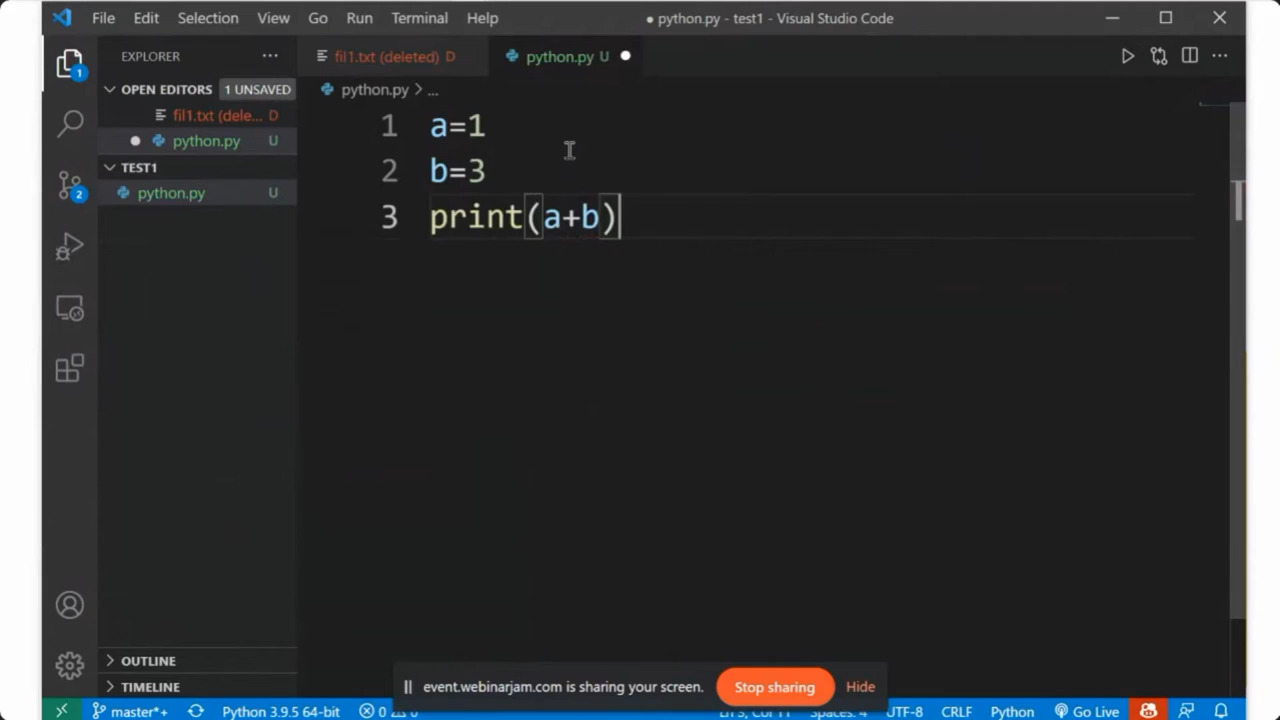 File Edit Selection View Go Run Terminal Help
● python.py - test1 - Visual Studio Code
EXPLORER
fil1.txt (deleted) D
python.py U
OPEN EDITORS 1 UNSAVED
fil1.txt (dele... D
python.py U
TEST1
python.py U
python.py > ...
1 a=1
2 b=3
3 print(a+b)
1
2
OUTLINE
TIMELINE
event.webinarjam.com is sharing your screen. Stop sharing Hide
master*+ Python 3.9.5 64-bit 0 UTF-8 CRLF Python Go Live